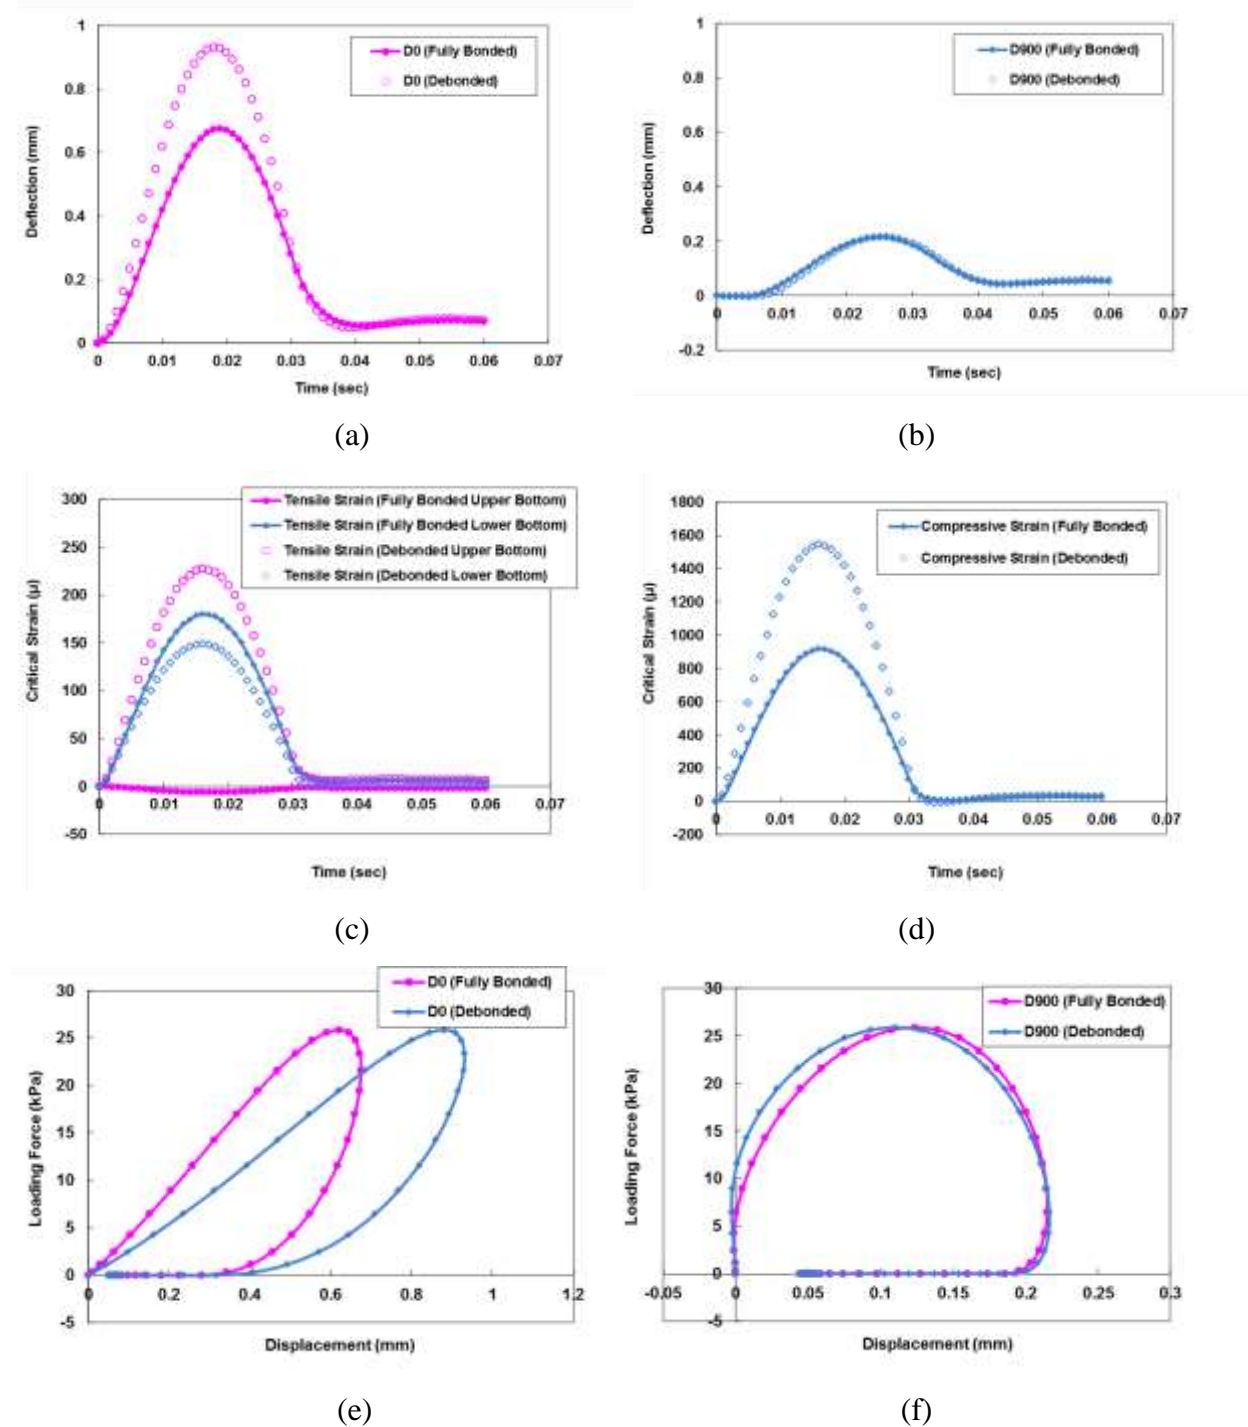 1
0.8
0.6
0.4
0.2
0
Deflection (mm)
D0 (Fully Bonded)
D0 (Debonded)
0 0.01 0.02 0.03 0.04 0.05 0.06 0.07
Time (sec)
(a)
1
0.8
0.6
0.4
0.2
0
-0.2
Deflection (mm)
D900 (Fully Bonded)
D900 (Debonded)
0 0.01 0.02 0.03 0.04 0.05 0.06 0.07
Time (sec)
(b)
300
250
200
150
100
50
0
-50
Critical Strain (µ)
Tensile Strain (Fully Bonded Upper Bottom)
Tensile Strain (Fully Bonded Lower Bottom)
Tensile Strain (Debonded Upper Bottom)
Tensile Strain (Debonded Lower Bottom)
0 0.01 0.02 0.03 0.04 0.05 0.06 0.07
Time (sec)
(c)
1800
1600
1400
1200
1000
800
600
400
200
0
-200
Critical Strain (µ)
Compressive Strain (Fully Bonded)
Compressive Strain (Debonded)
0 0.01 0.02 0.03 0.04 0.05 0.06 0.07
Time (sec)
(d)
30
25
20
15
10
5
0
-5
Loading Force (kPa)
D0 (Fully Bonded)
D0 (Debonded)
0 0.2 0.4 0.6 0.8 1 1.2
Displacement (mm)
(e)
30
25
20
15
10
5
0
-5
Loading Force (kPa)
D900 (Fully Bonded)
D900 (Debonded)
-0.05 0 0.05 0.1 0.15 0.2 0.25 0.3
Displacement (mm)
(f)